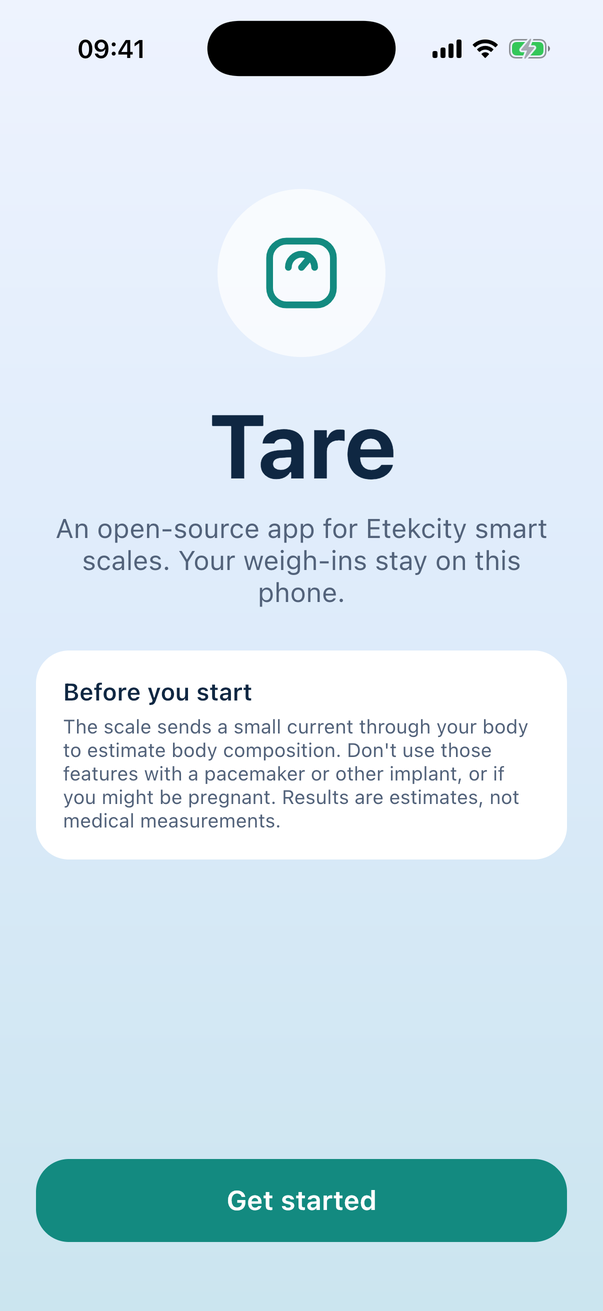 09:41
Tare
An open-source app for Etekcity smart
scales. Your weigh-ins stay on this
phone.
Before you start
The scale sends a small current through your body
to estimate body composition. Don't use those
features with a pacemaker or other implant, or if
you might be pregnant. Results are estimates, not
medical measurements.
Get started